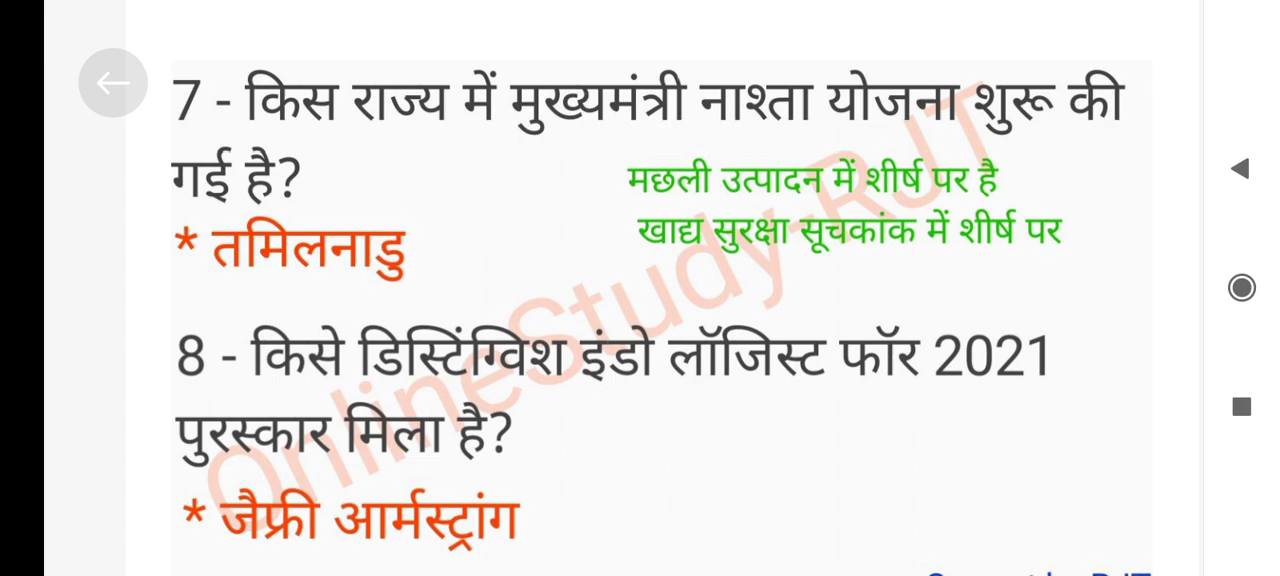 7 - किस राज्य में मुख्यमंत्री नाश्ता योजना शुरू की
गई है?
मछली उत्पादन में शीर्ष पर है
* तमिलनाडु
खाद्य सुरक्षा सूचकांक में शीर्ष पर
OnlineStudy-RJT
8 - किसे डिस्टिंग्विश इंडो लॉजिस्ट फॉर 2021
पुरस्कार मिला है?
* जैफ्री आर्मस्ट्रांग